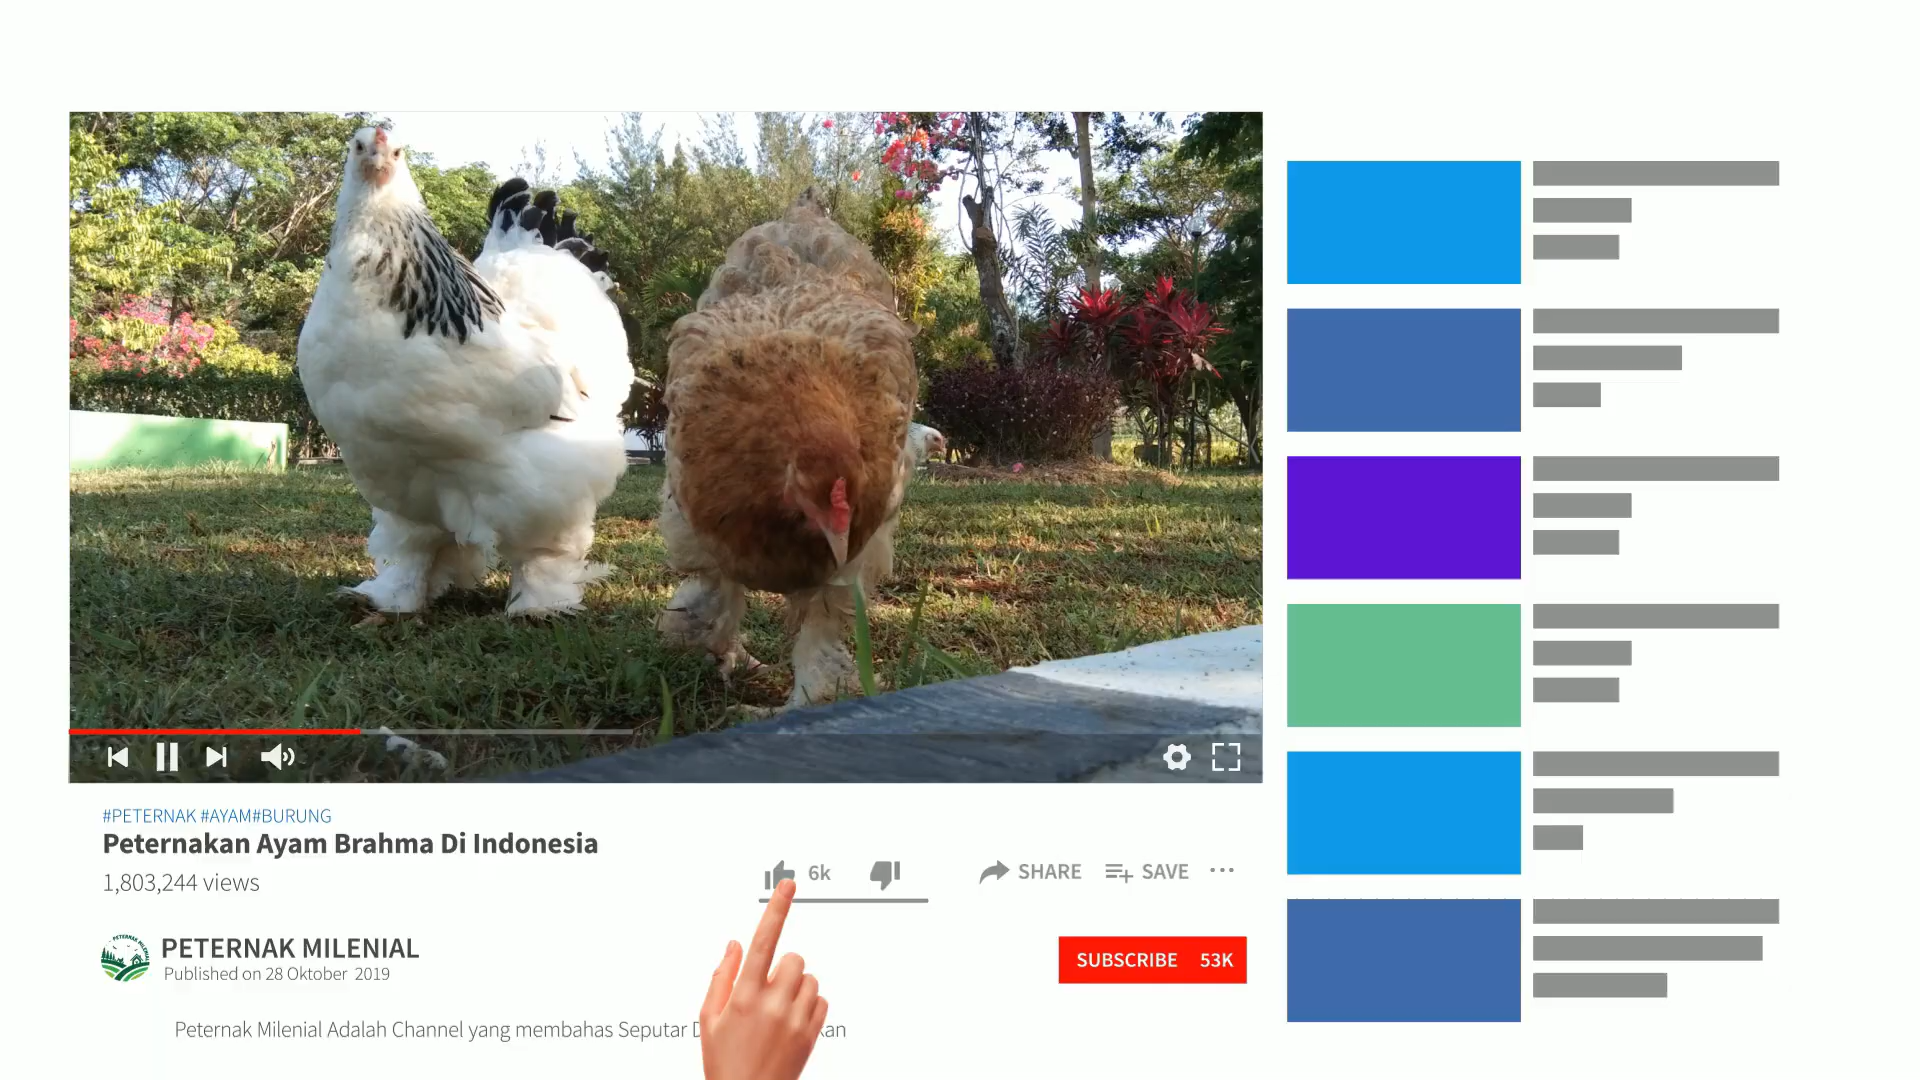 #PETERNAK #AYAM#BURUNG
Peternakan Ayam Brahma Di Indonesia
1,803,244 views
6k
SHARE
SAVE
PETERNAK MILENIAL
Published on 28 Oktober 2019
SUBSCRIBE 53K
Peternak Milenial Adalah Channel yang membahas Seputar